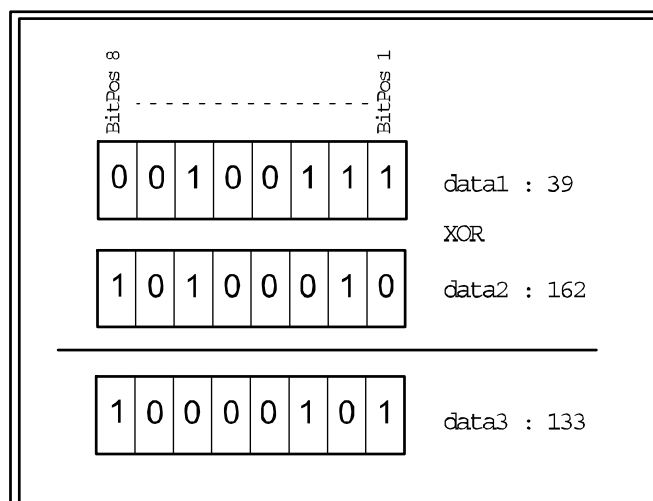 BitPos 8
BitPos 1
0 0 1 0 0 1 1 1 data1 : 39
XOR
1 0 1 0 0 0 1 0 data2 : 162
1 0 0 0 0 1 0 1 data3 : 133